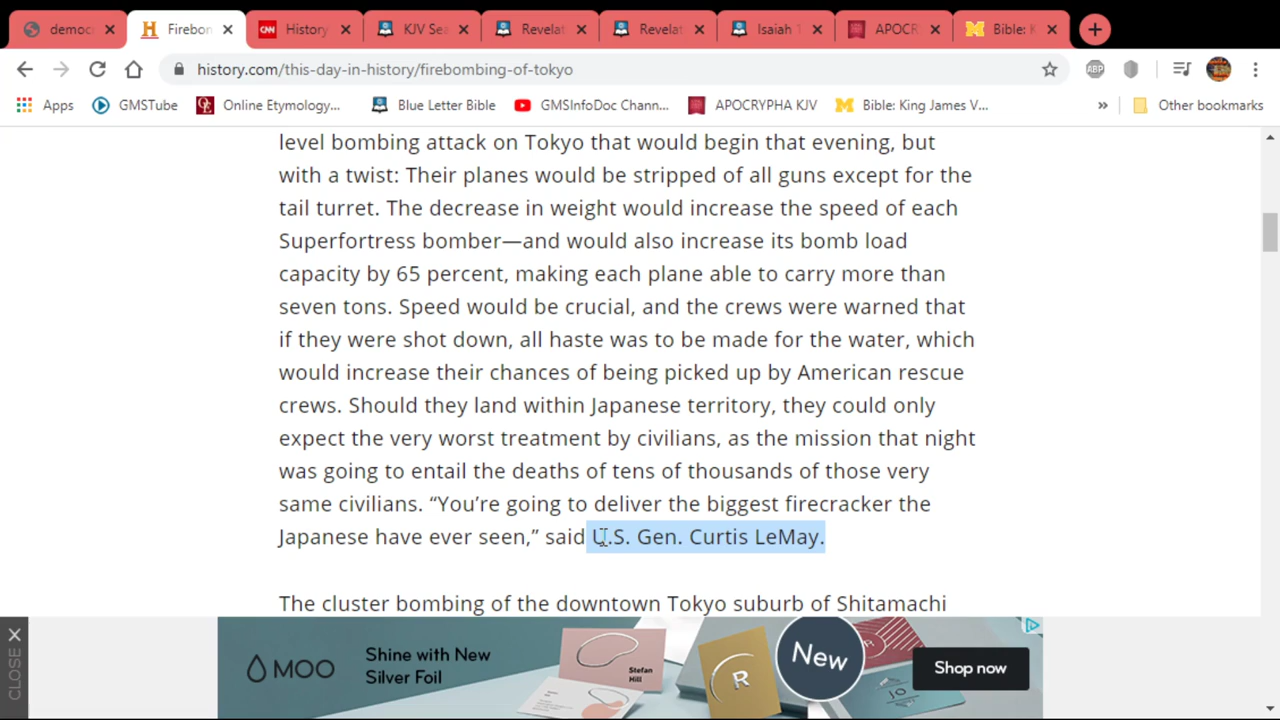 democ
Firebon
CNN
History
KJV Sea
Revelat
Revelat
Isaiah 1
APOCR
Bible: K
history.com/this-day-in-history/firebombing-of-tokyo
ABP
Apps
GMSTube
Online Etymology...
Blue Letter Bible
GMSInfoDoc Chann...
APOCRYPHA KJV
Bible: King James V...
»
Other bookmarks
level bombing attack on Tokyo that would begin that evening, but
with a twist: Their planes would be stripped of all guns except for the
tail turret. The decrease in weight would increase the speed of each
Superfortress bomber—and would also increase its bomb load
capacity by 65 percent, making each plane able to carry more than
seven tons. Speed would be crucial, and the crews were warned that
if they were shot down, all haste was to be made for the water, which
would increase their chances of being picked up by American rescue
crews. Should they land within Japanese territory, they could only
expect the very worst treatment by civilians, as the mission that night
was going to entail the deaths of tens of thousands of those very
same civilians. “You’re going to deliver the biggest firecracker the
Japanese have ever seen,” said U.S. Gen. Curtis LeMay.
The cluster bombing of the downtown Tokyo suburb of Shitamachi
CLOSE
MOO
Shine with New
Silver Foil
Stefan
Hill
R
New
JO
Shop now